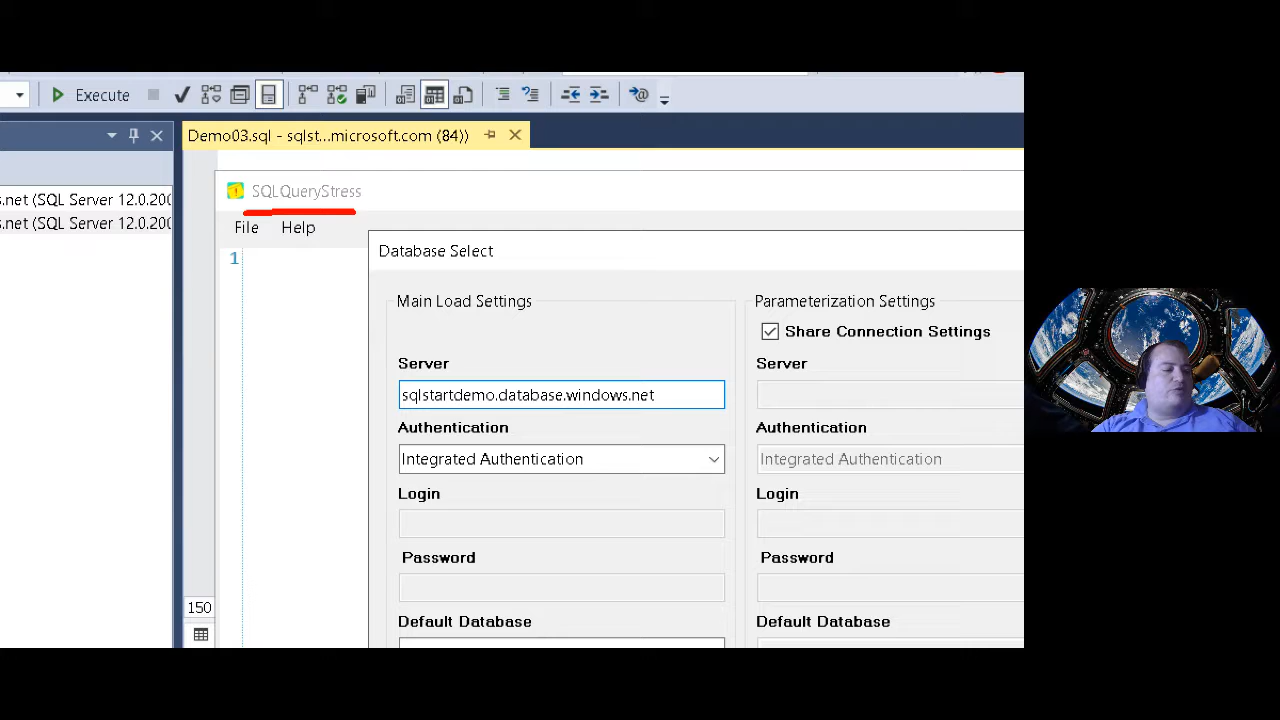 Execute
Demo03.sql - sqlst...microsoft.com (84))
s.net (SQL Server 12.0.200
s.net (SQL Server 12.0.200
SQLQueryStress
File Help
1
Database Select
Main Load Settings
Parameterization Settings
Share Connection Settings
Server
Server
sqlstartdemo.database.windows.net
Authentication
Authentication
Integrated Authentication
Integrated Authentication
Login
Login
Password
Password
Default Database
Default Database
150